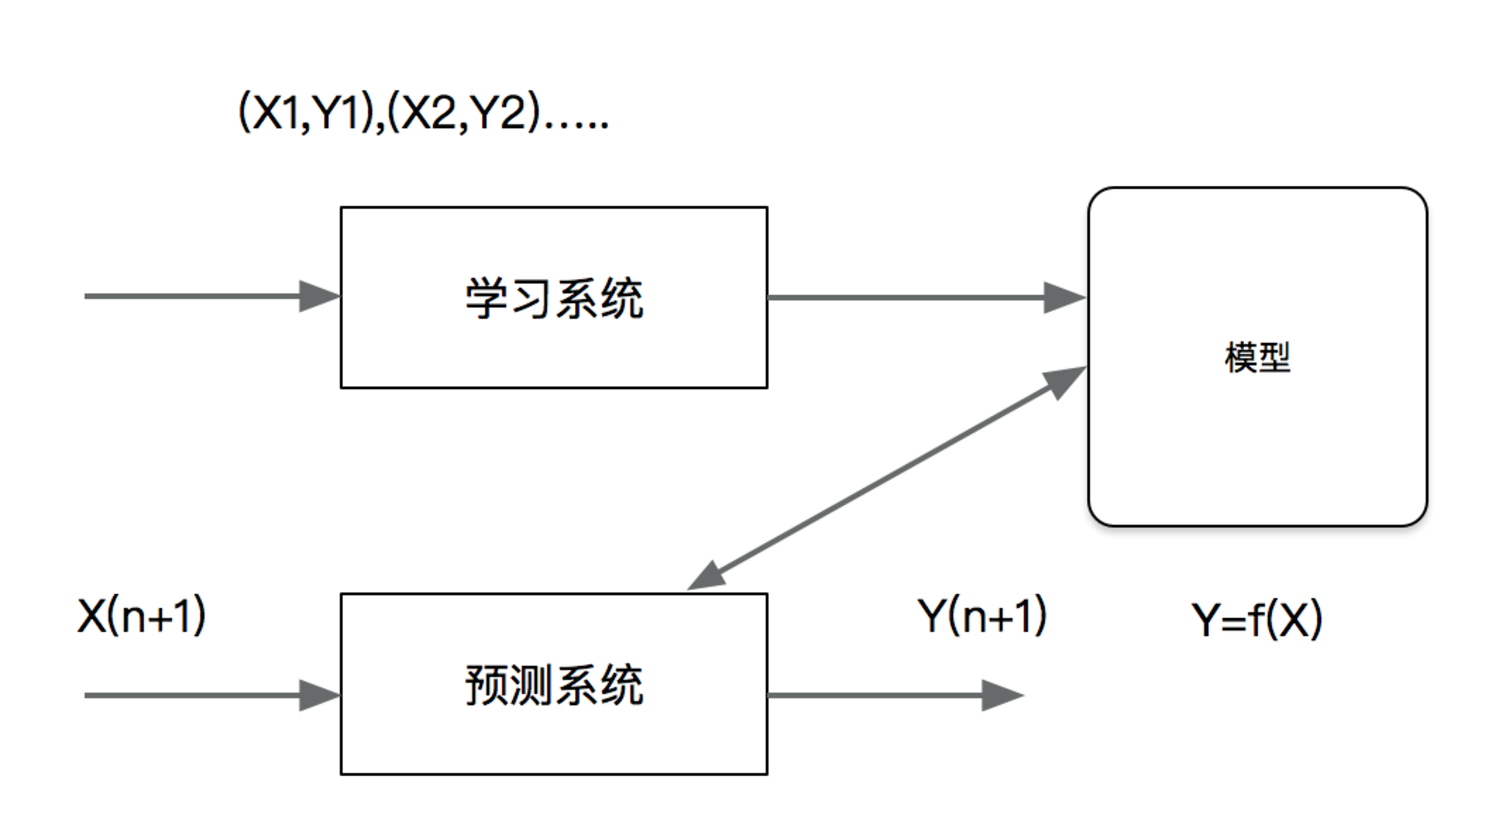 (X1,Y1),(X2,Y2).....
学习系统
模型
X(n+1)
Y(n+1)
Y=f(X)
预测系统